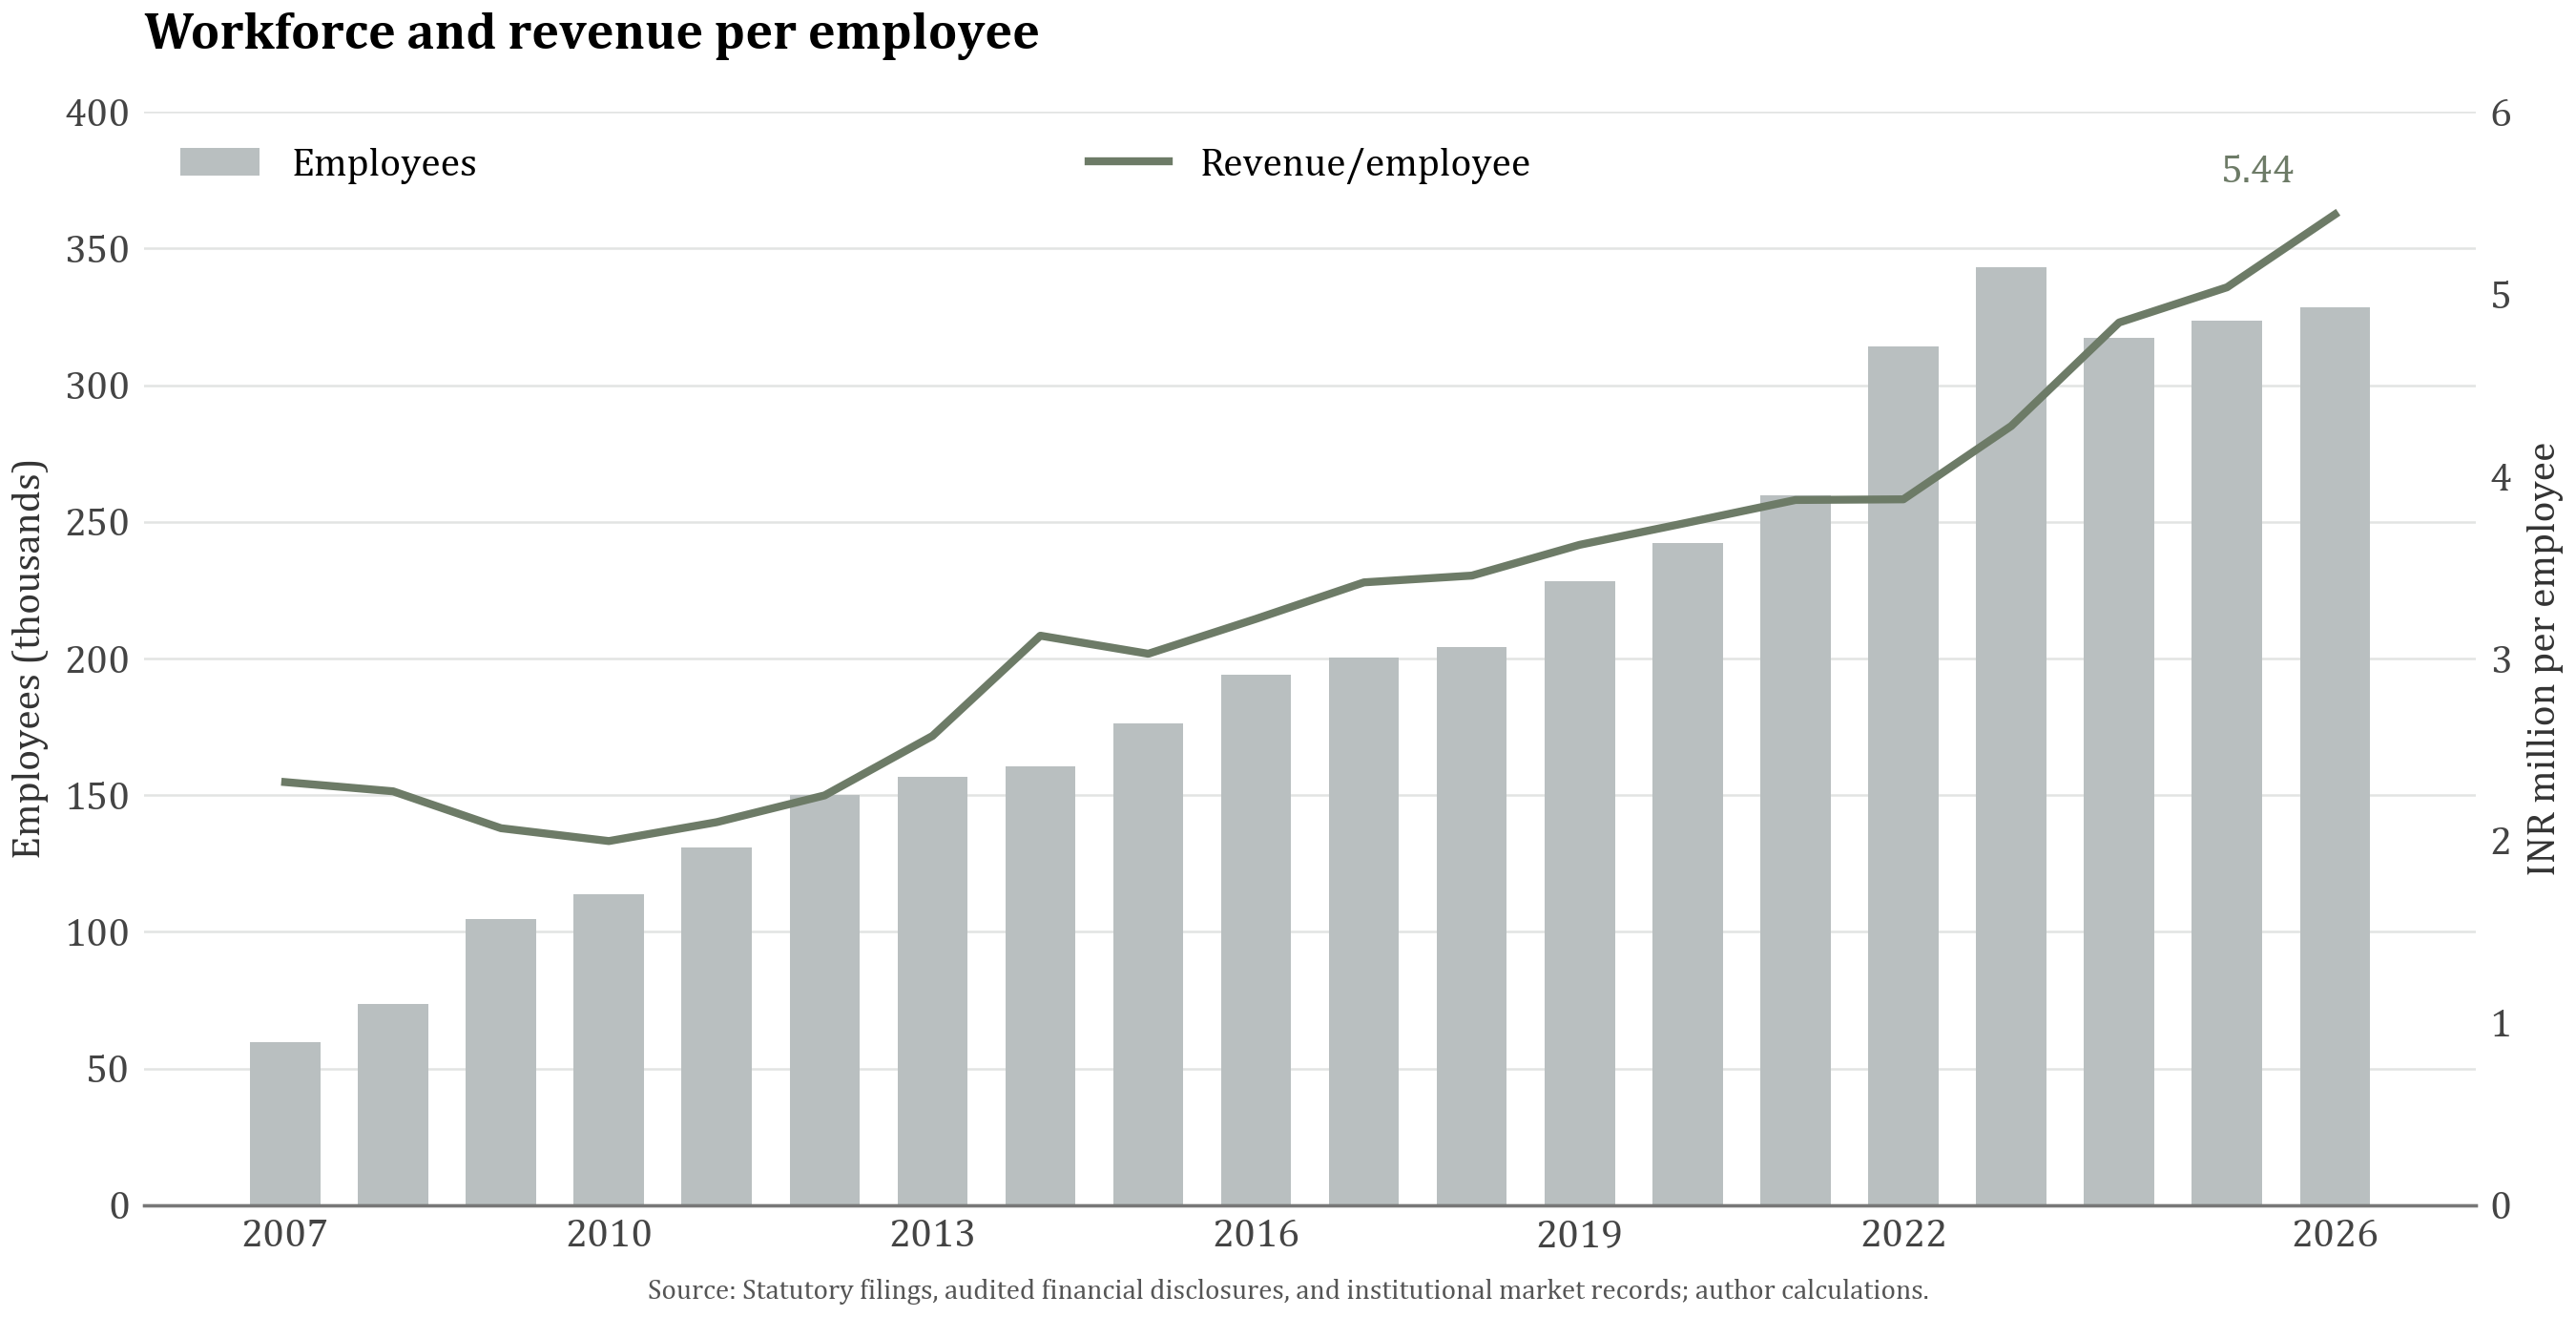 Workforce and revenue per employee
Employees
Revenue/employee
5.44
400
350
300
250
200
150
100
50
0
Employees (thousands)
6
5
4
3
2
1
0
INR million per employee
2007 2010 2013 2016 2019 2022 2026
Source: Statutory filings, audited financial disclosures, and institutional market records; author calculations.